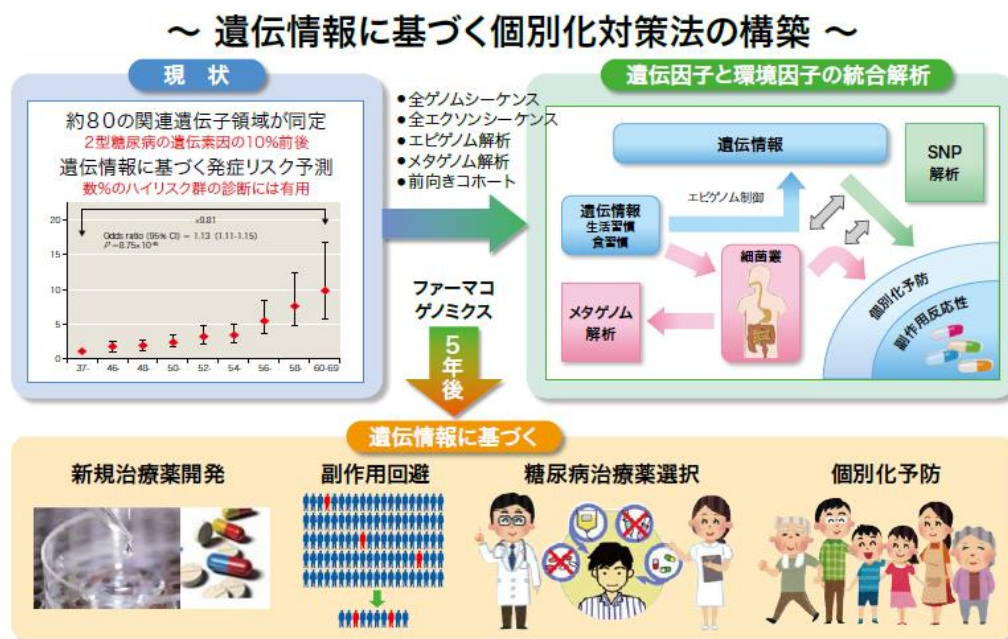 ～ 遺伝情報に基づく個別化対策法の構築 ～
現 状
約80の関連遺伝子領域が同定
2型糖尿病の遺伝素因の10%前後
遺伝情報に基づく発症リスク予測
数%のハイリスク群の診断には有用
×9.81
Odds ratio (95% CI) = 1.13 (1.11-1.15)
20
15
10
5
0
37-
46-
48-
50-
52-
54-
56-
58-
60-69
●全ゲノムシーケンス
●全エクソンシーケンス
●エピゲノム解析
●メタゲノム解析
●前向きコホート
ファーマコ
ゲノミクス
5年後
遺伝因子と環境因子の統合解析
遺伝情報
SNP
解析
エピゲノム制御
遺伝情報
生活習慣
食習慣
細菌叢
メタゲノム
解析
個別化予防
副作用反応性
遺伝情報に基づく
新規治療薬開発
副作用回避
糖尿病治療薬選択
個別化予防